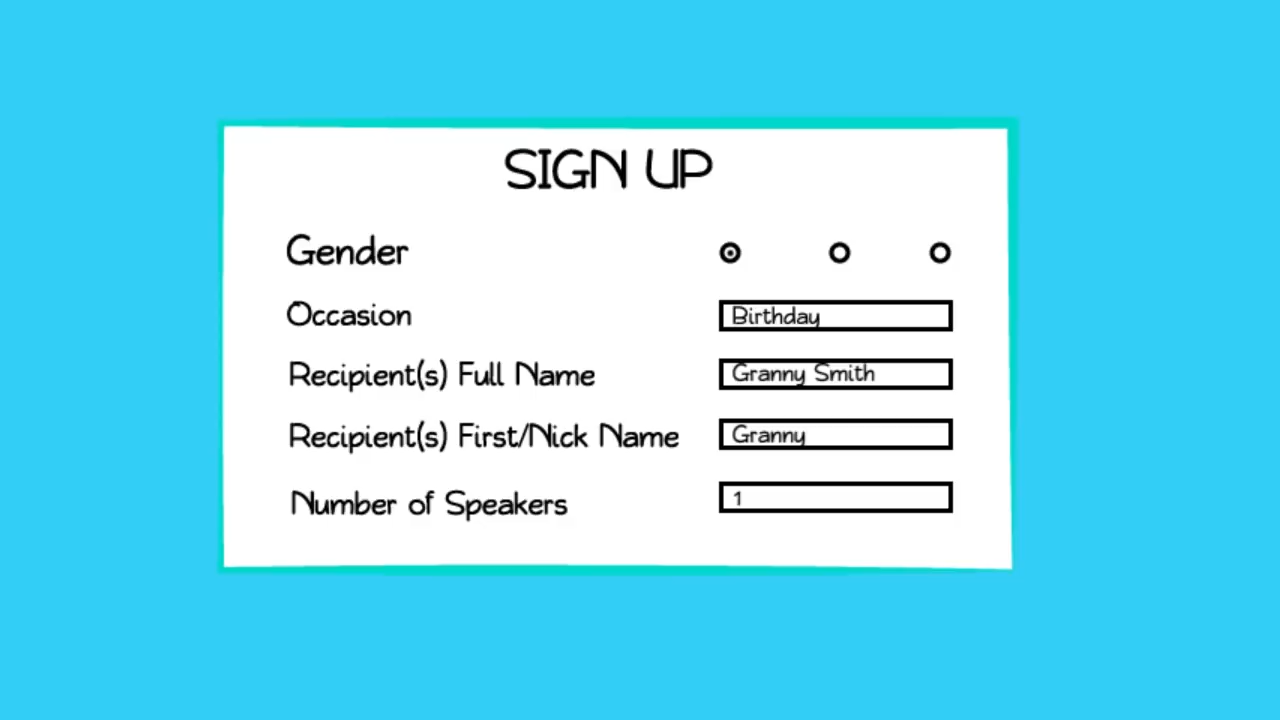 SIGN UP
Gender
Occasion Birthday
Recipient(s) Full Name Granny Smith
Recipient(s) First/Nick Name Granny
Number of Speakers 1